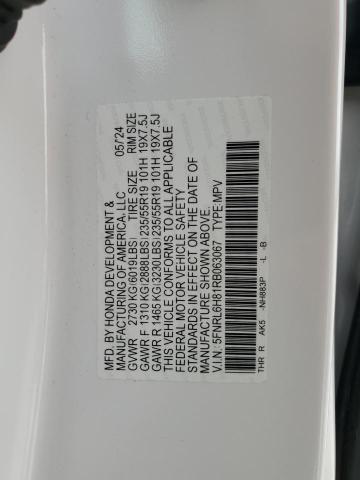 MFD. BY HONDA DEVELOPMENT &
MANUFACTURING OF AMERICA, LLC 05/24
GVWR 2730 KG(6019LBS) TIRE SIZE RIM SIZE
GAWR F 1310 KG(2888LBS) 235/55R19 101H 19X7.5J
GAWR R 1465 KG(3230LBS) 235/55R19 101H 19X7.5J
THIS VEHICLE CONFORMS TO ALL APPLICABLE
FEDERAL MOTOR VEHICLE SAFETY
STANDARDS IN EFFECT ON THE DATE OF
MANUFACTURE SHOWN ABOVE.
V.I.N.: 5FNRL6H81RB063067 TYPE:MPV
THR R AK5 -NH883P -L -B